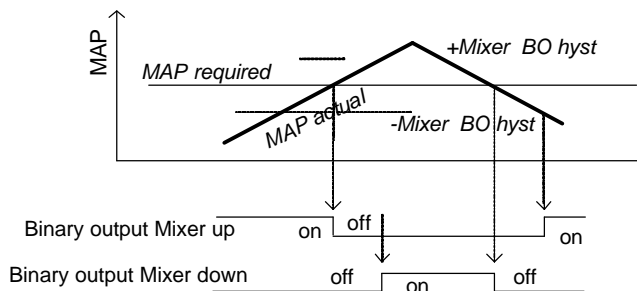 MAP
+Mixer BO hyst
MAP required
MAP actual
-Mixer BO hyst
Binary output Mixer up
on
off
on
Binary output Mixer down
off
on
off